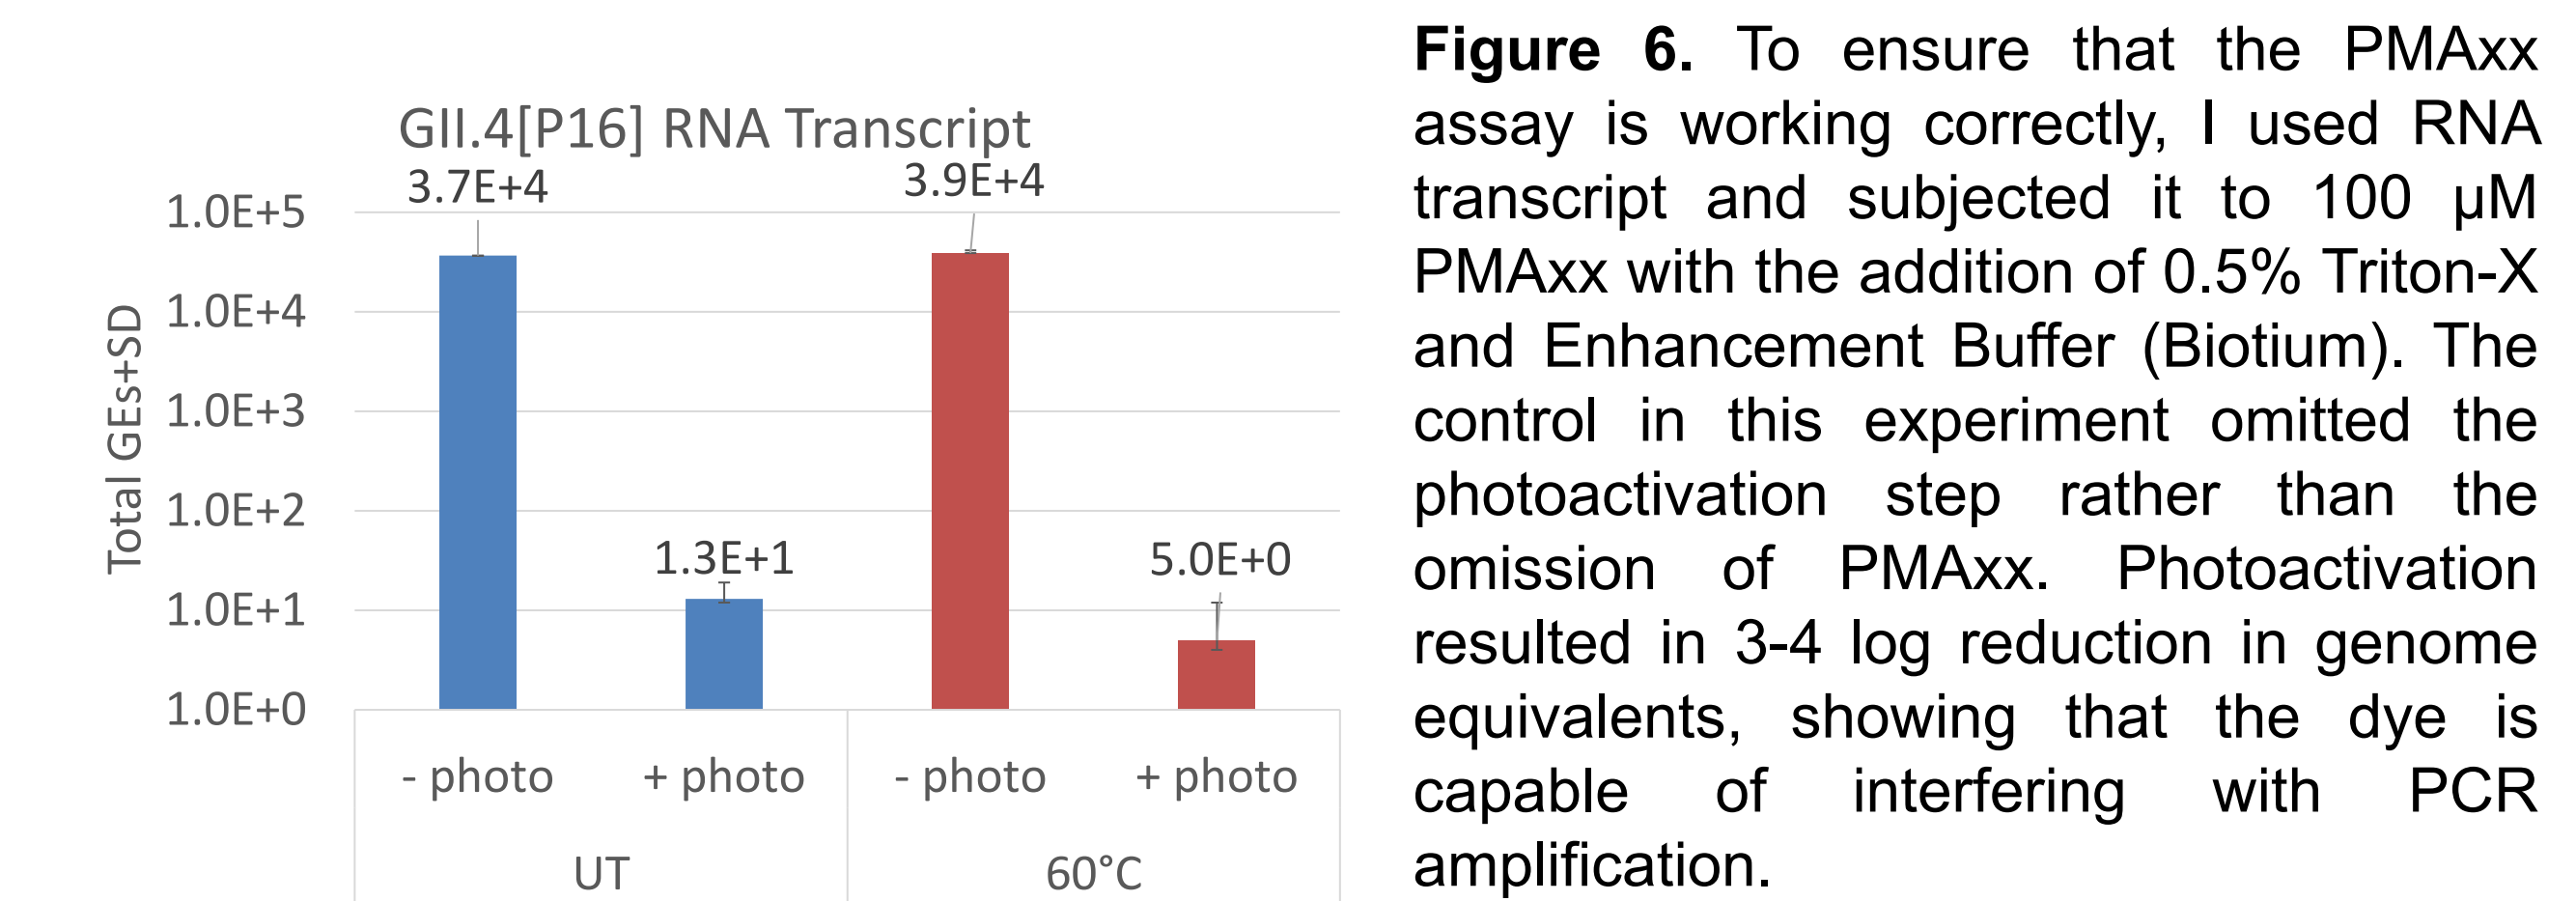 GII.4[P16] RNA Transcript
3.7E+4
3.9E+4
1.0E+5
1.0E+4
1.0E+3
1.0E+2
1.0E+1
1.0E+0
Total GEs+SD
1.3E+1
5.0E+0
- photo
+ photo
- photo
+ photo
UT
60°C
Figure 6. To ensure that the PMAxx
assay is working correctly, I used RNA
transcript and subjected it to 100 µM
PMAxx with the addition of 0.5% Triton-X
and Enhancement Buffer (Biotium). The
control in this experiment omitted the
photoactivation step rather than the
omission of PMAxx. Photoactivation
resulted in 3-4 log reduction in genome
equivalents, showing that the dye is
capable of interfering with PCR
amplification.